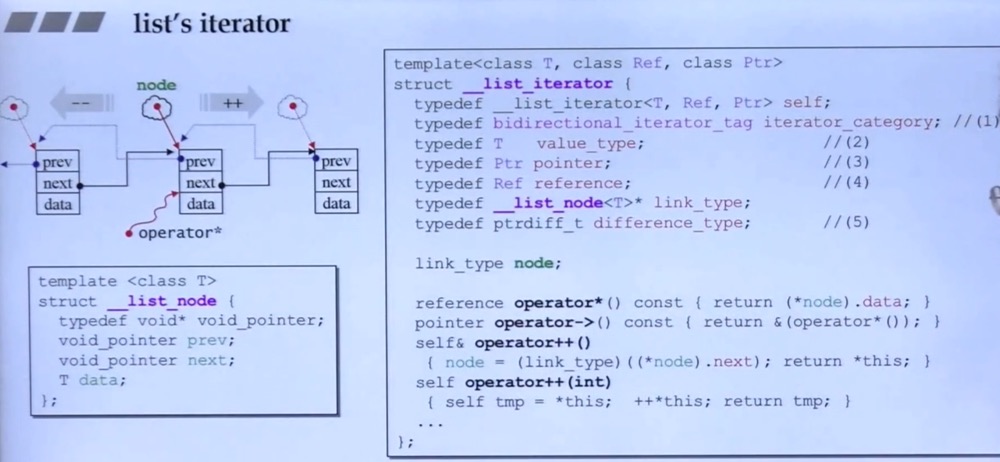 list's iterator
node
-- ++
prev prev prev
next next next
data data data
operator*
template <class T>
struct __list_node {
typedef void* void_pointer;
void_pointer prev;
void_pointer next;
T data;
};
template<class T, class Ref, class Ptr>
struct __list_iterator {
typedef __list_iterator<T, Ref, Ptr> self;
typedef bidirectional_iterator_tag iterator_category; //(1)
typedef T value_type; //(2)
typedef Ptr pointer; //(3)
typedef Ref reference; //(4)
typedef __list_node<T>* link_type;
typedef ptrdiff_t difference_type; //(5)
link_type node;
reference operator*() const { return (*node).data; }
pointer operator->() const { return &(operator*()); }
self& operator++()
{ node = (link_type)((*node).next); return *this; }
self operator++(int)
{ self tmp = *this; ++*this; return tmp; }
...
};